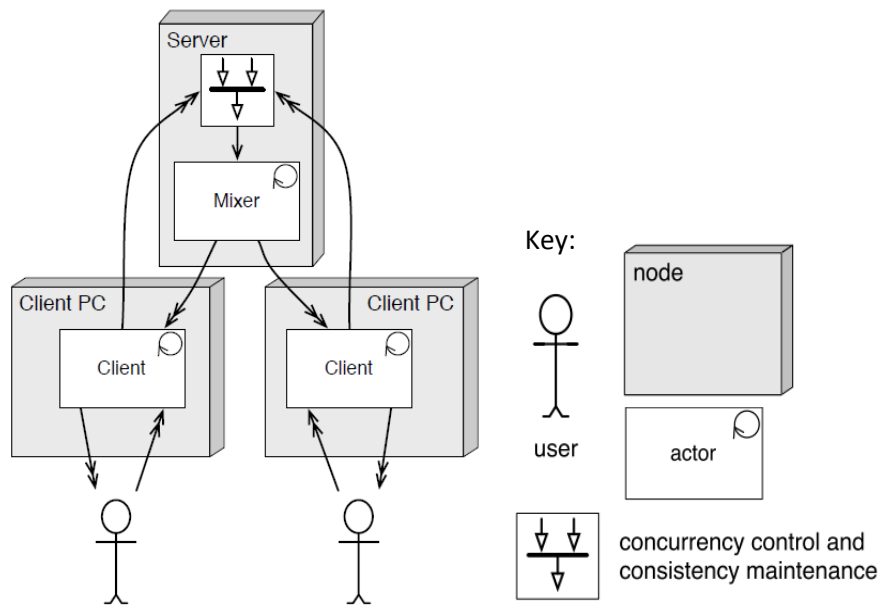 Server
Mixer
Client PC
Client
Client PC
Client
Key:
node
user
actor
concurrency control and
consistency maintenance